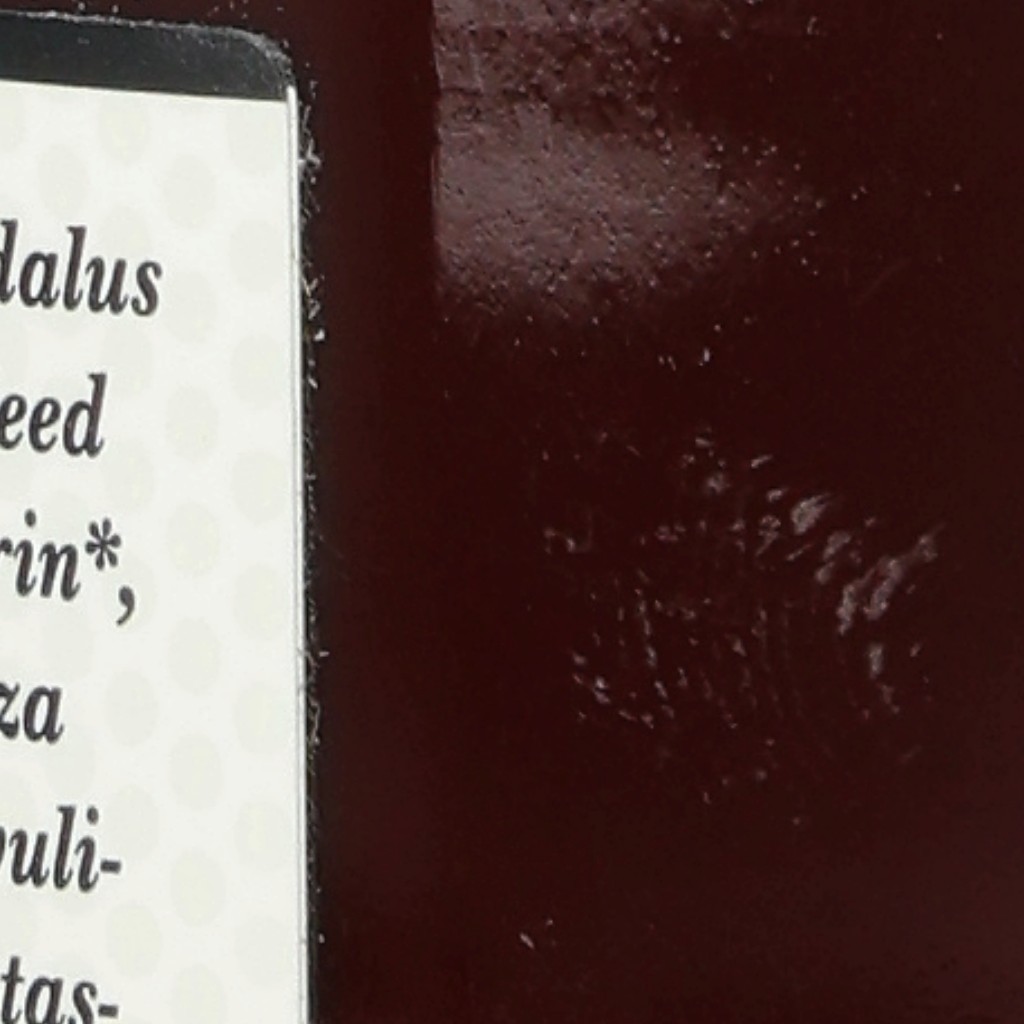 dalus
eed
rin*,
za
uli-
tas-